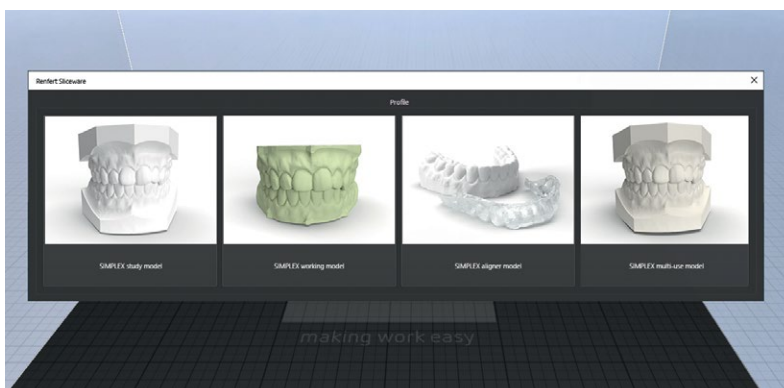 Renfert Sliceware
Profile
SIMPLEX study model
SIMPLEX working model
SIMPLEX aligner model
SIMPLEX multi-use model
making work easy